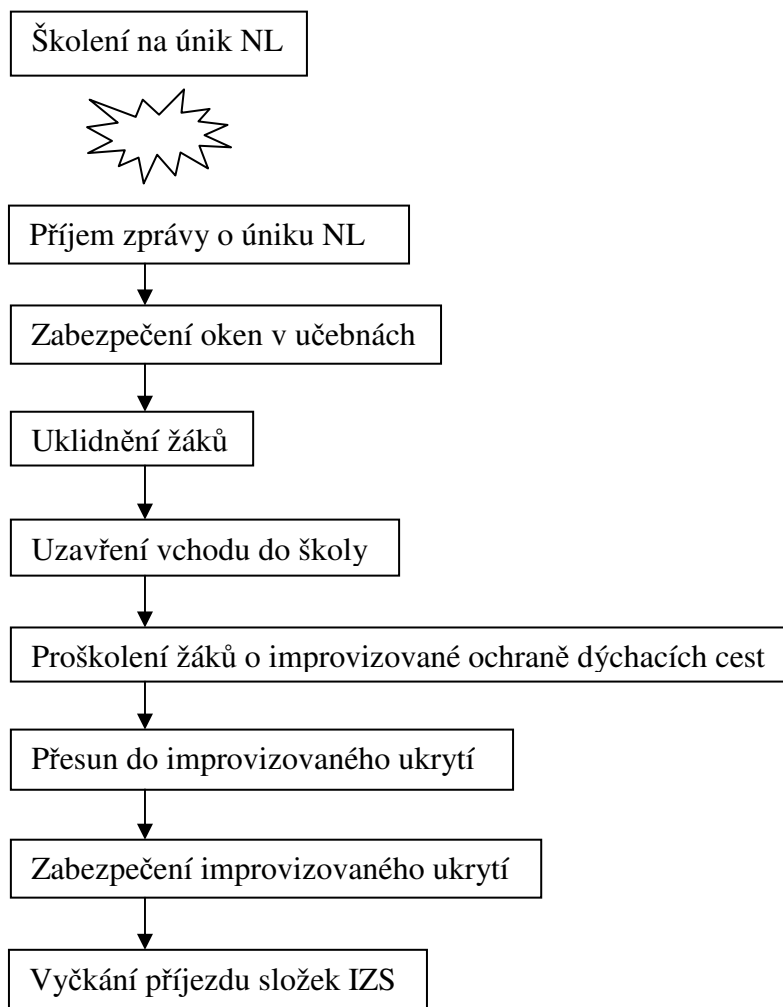 Školení na únik NL
Příjem zprávy o úniku NL
Zabezpečení oken v učebnách
Uklidnění žáků
Uzavření vchodu do školy
Proškolení žáků o improvizované ochraně dýchacích cest
Přesun do improvizovaného ukrytí
Zabezpečení improvizovaného ukrytí
Vyčkání příjezdu složek IZS